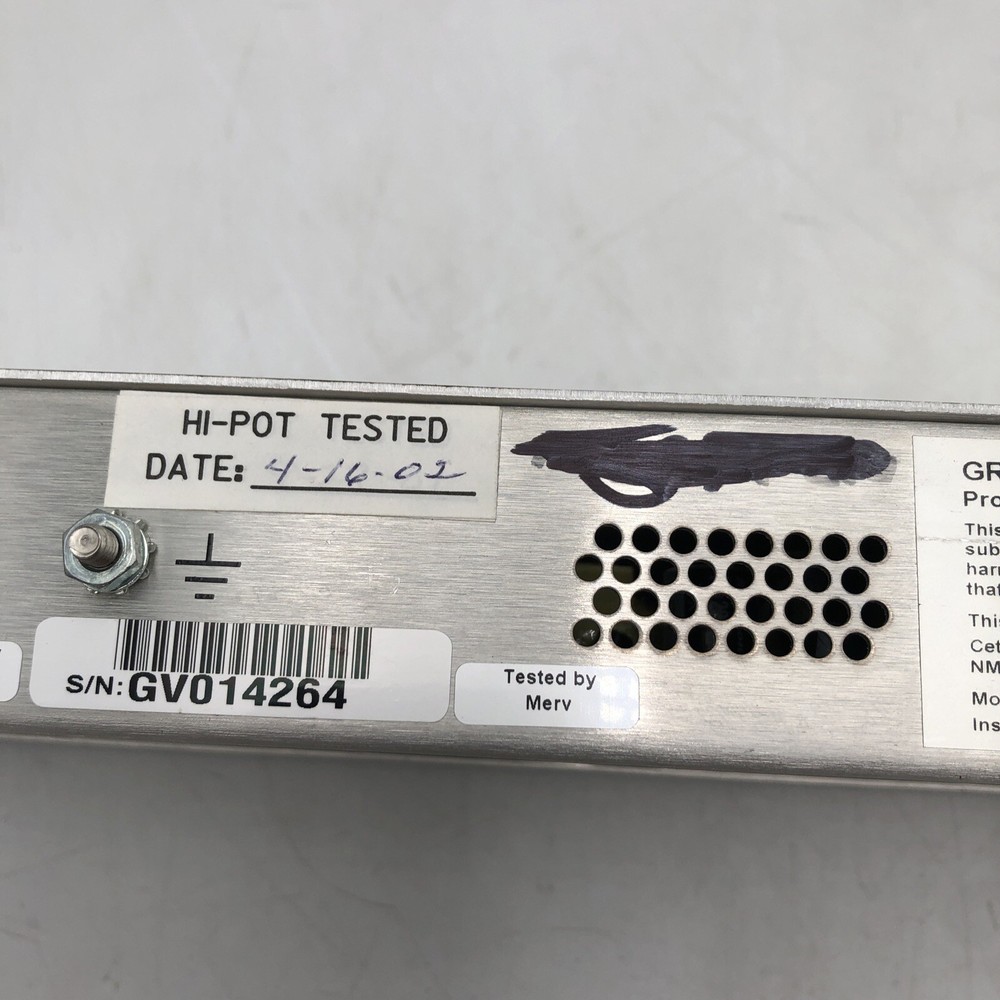 HI-POT TESTED
DATE: 4-16-02
S/N: GV014264
Tested by
Merv
GR
Pro
This
sub
har
that
This
Cet
NM
Mo
Ins